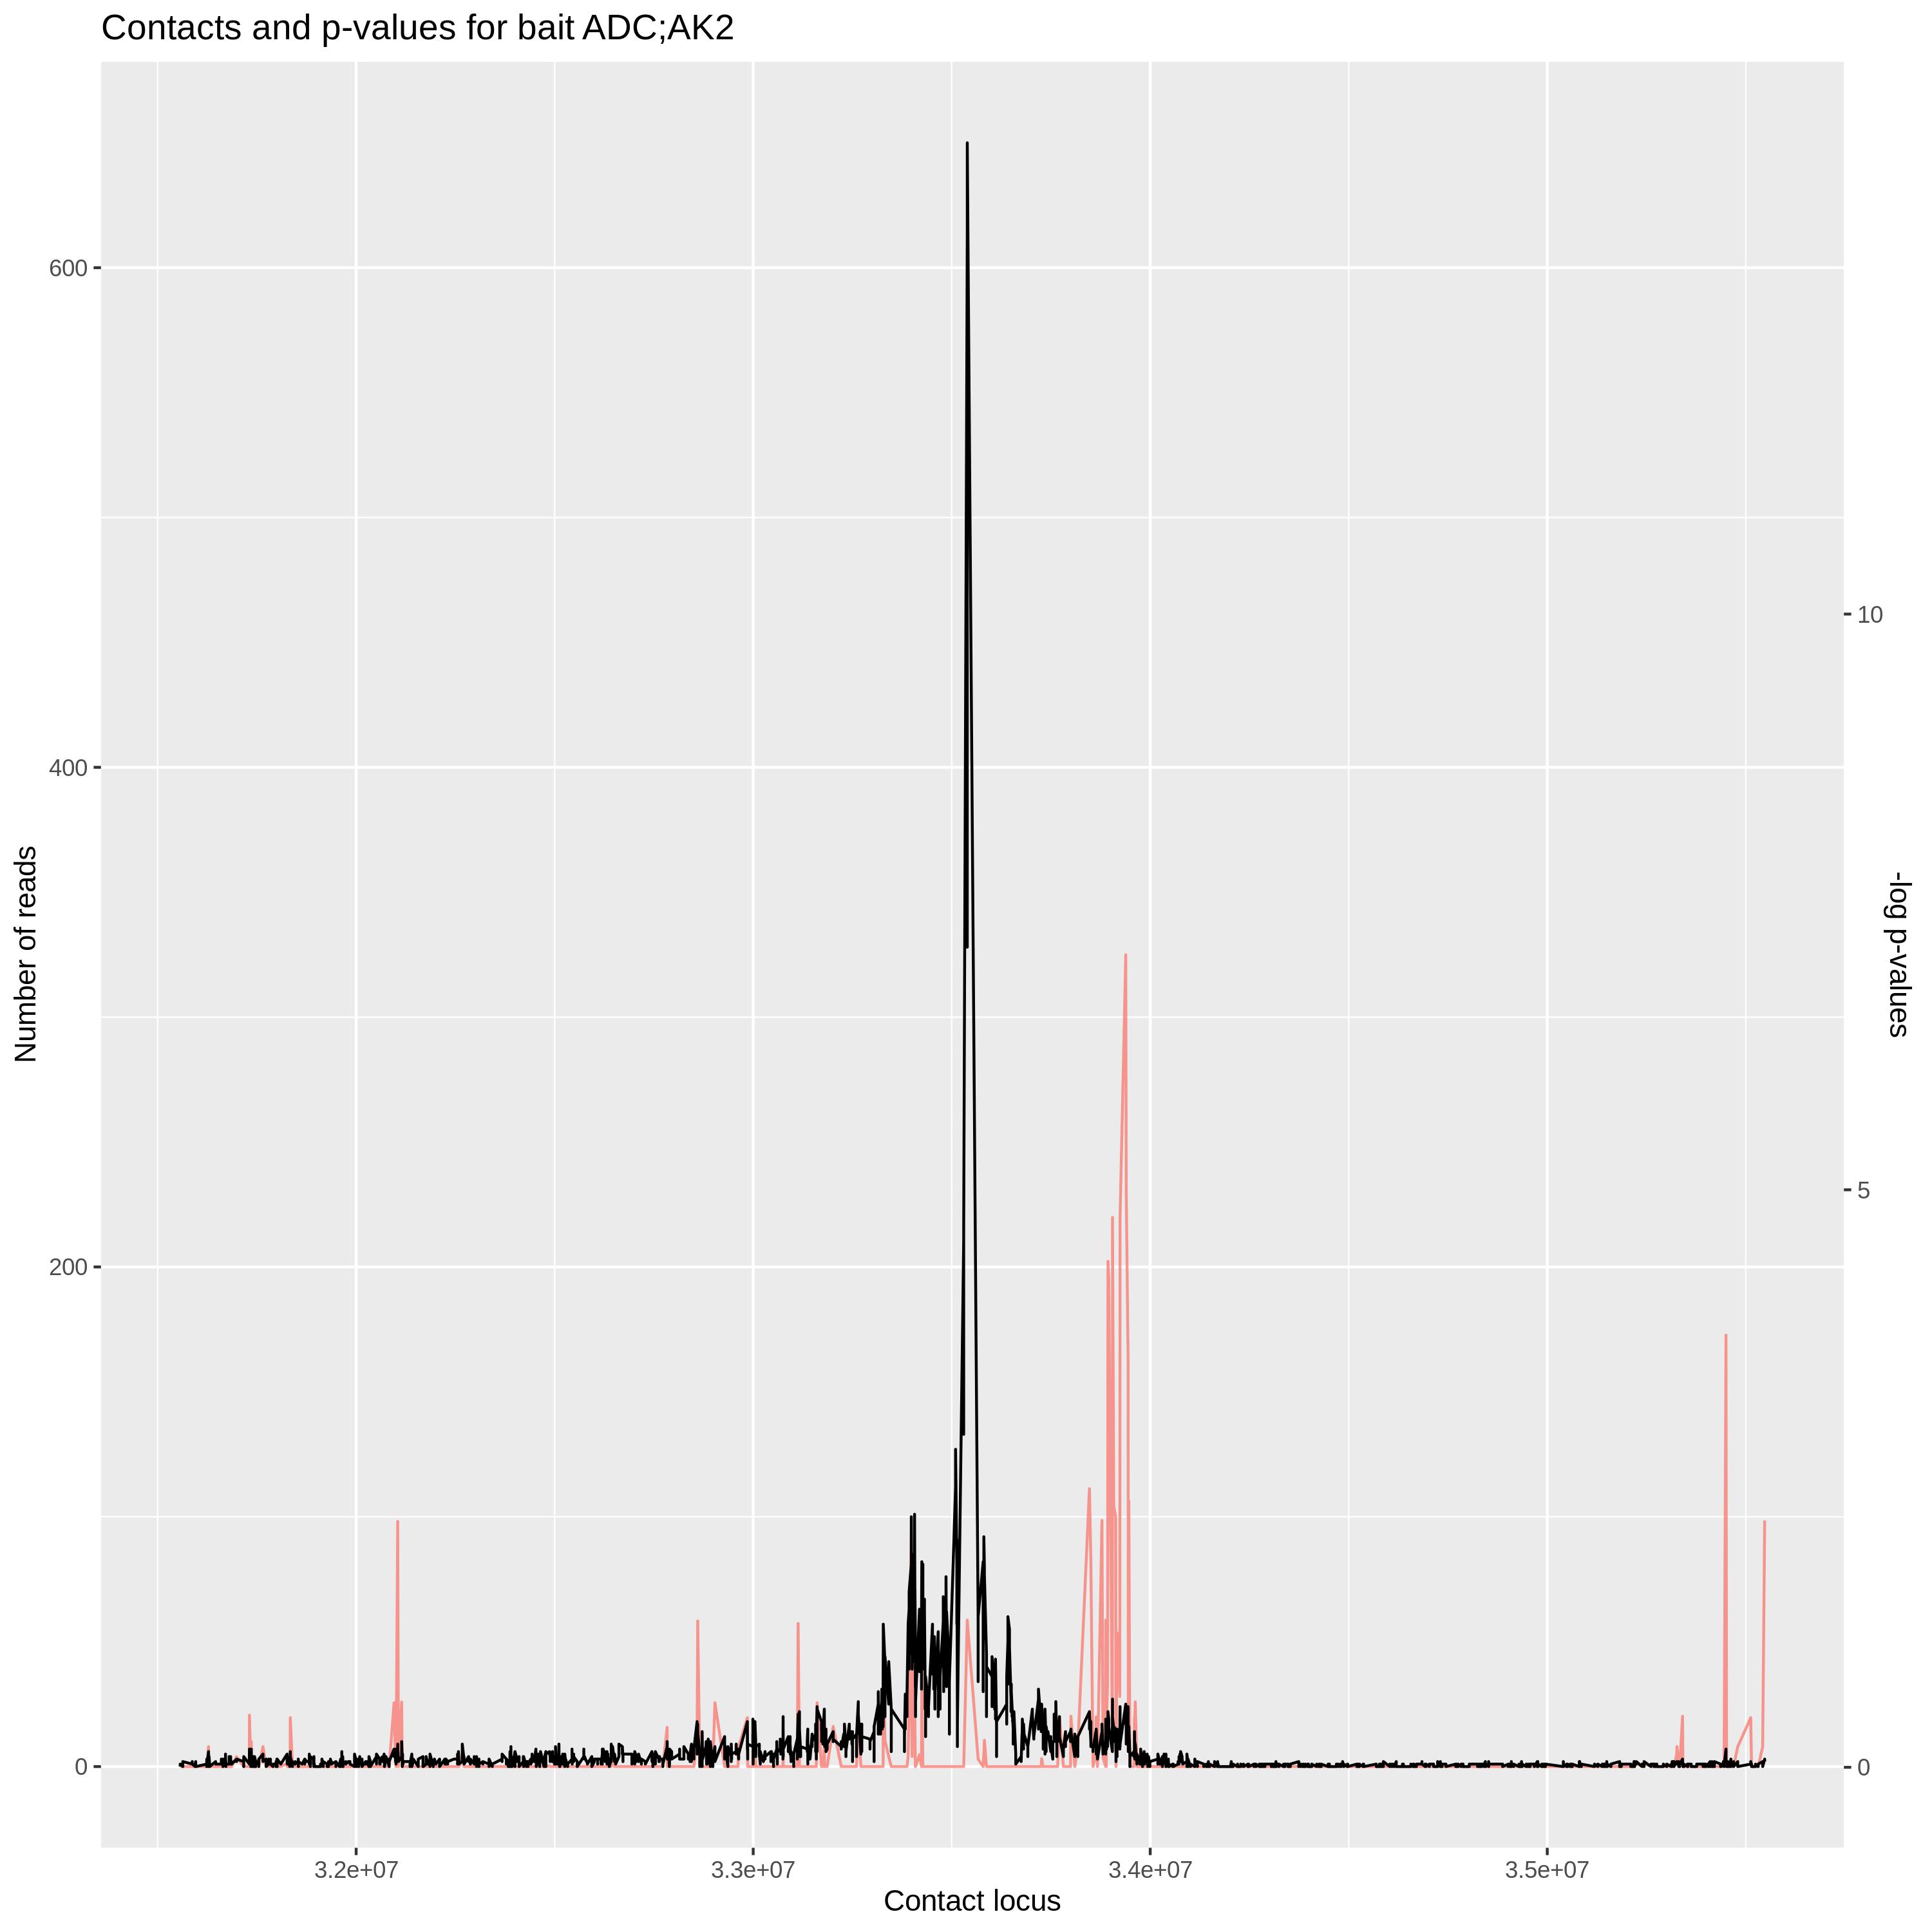 Contacts and p-values for bait ADC;AK2
600
400
200
0
Number of reads
10
5
0
-log p-values
3.2e+07
3.3e+07
3.4e+07
3.5e+07
Contact locus